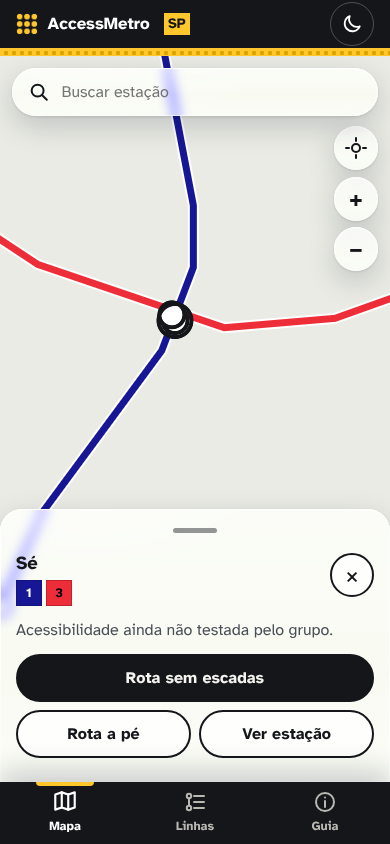 AccessMetro SP
Buscar estação
+
−
Sé
1 3
×
Acessibilidade ainda não testada pelo grupo.
Rota sem escadas
Rota a pé Ver estação
Mapa Linhas Guia